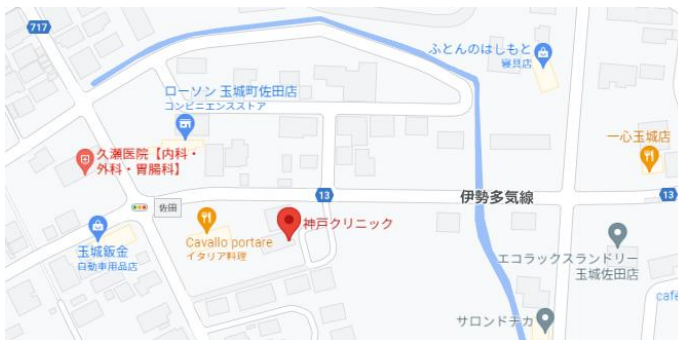 717
ふとんのはしもと
寝具店
ローソン 玉城町佐田店
コンビニエンスストア
一心玉城店
久瀬医院【内科・
外科・胃腸科】
13
伊勢多気線
13
佐田
神戸クリニック
Cavallo portare
イタリア料理
玉城鈑金
自動車用品店
エコラックスランドリー
玉城佐田店
café
サロンドチカ